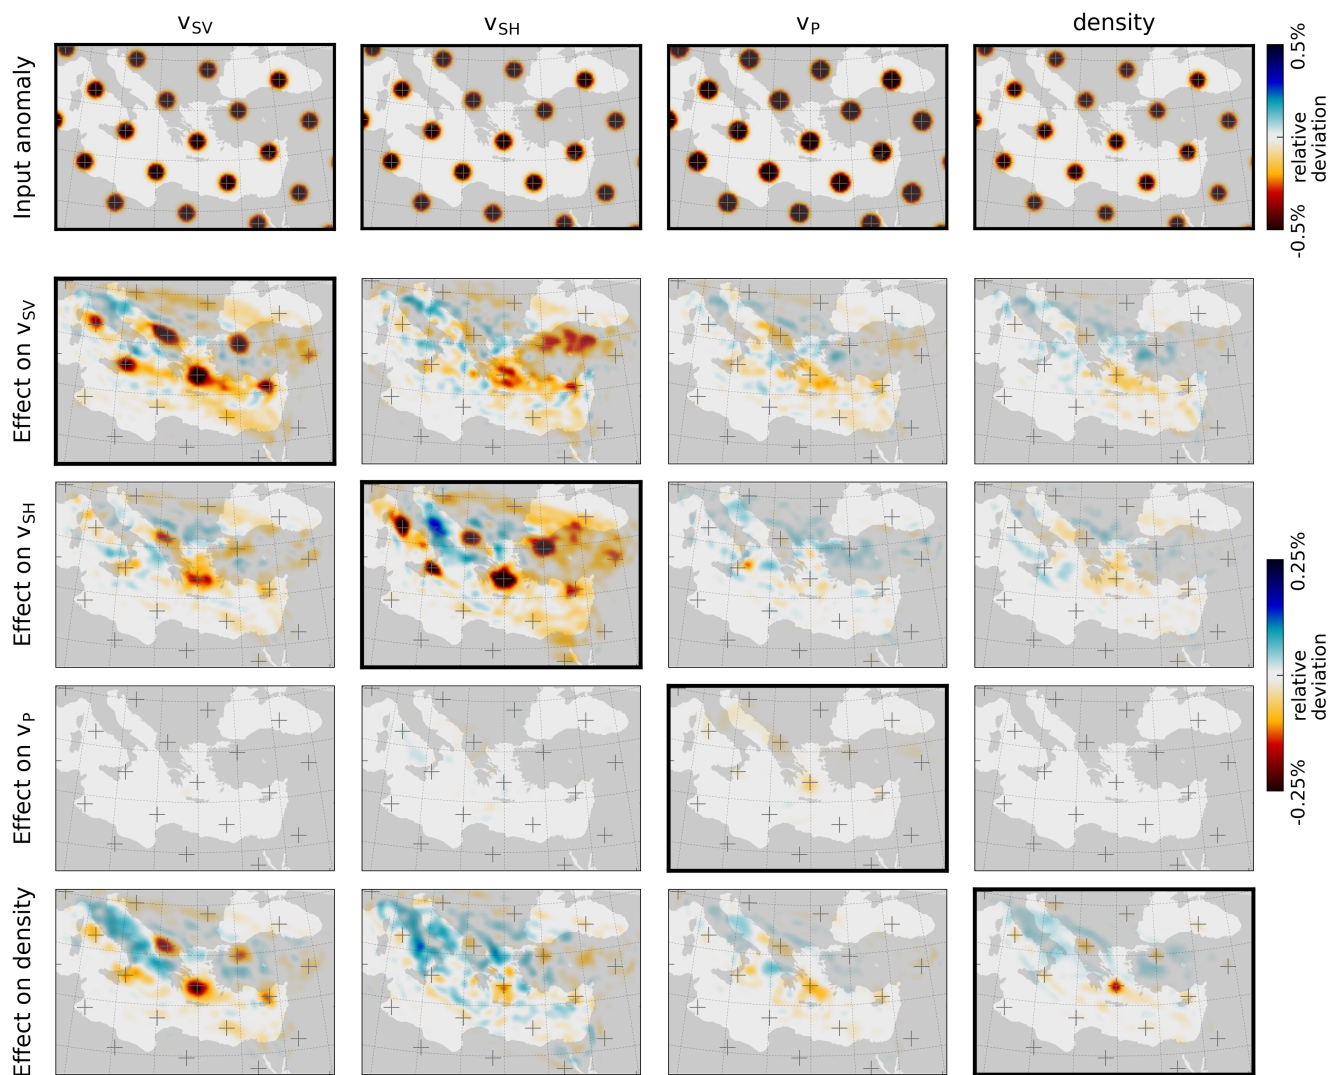 vSV
vSH
vP
density
Input anomaly
0.5%
relative
deviation
-0.5%
Effect on vSV
Effect on vSH
0.25%
relative
deviation
-0.25%
Effect on vP
Effect on density